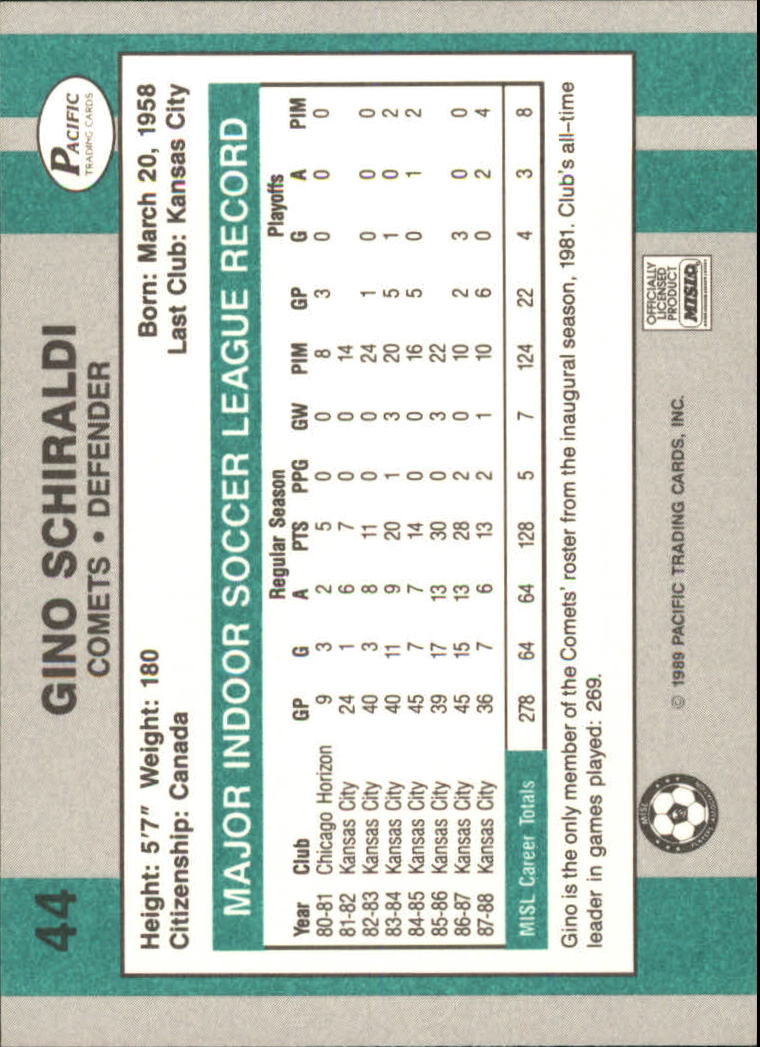 44
GINO SCHIRALDI
COMETS • DEFENDER
PACIFIC
TRADING CARDS
Height: 5'7" Weight: 180 Born: March 20, 1958
Citizenship: Canada Last Club: Kansas City
MAJOR INDOOR SOCCER LEAGUE RECORD
Regular Season Playoffs
Year Club GP G A PTS PPG GW PIM GP G A PIM
80-81 Chicago Horizon 9 3 2 5 0 0 8 3 0 0 0
81-82 Kansas City 24 1 6 7 0 0 14
82-83 Kansas City 40 3 8 11 0 0 24 1 0 0 0
83-84 Kansas City 40 11 9 20 1 3 20 5 1 0 2
84-85 Kansas City 45 7 7 14 0 0 16 5 0 1 2
85-86 Kansas City 39 17 13 30 0 3 22
86-87 Kansas City 45 15 13 28 2 0 10 2 3 0 0
87-88 Kansas City 36 7 6 13 2 1 10 6 0 2 4
MISL Career Totals 278 64 64 128 5 7 124 22 4 3 8
Gino is the only member of the Comets' roster from the inaugural season, 1981. Club's all-time
leader in games played: 269.
MISL
© 1989 PACIFIC TRADING CARDS, INC.
OFFICIALLY
LICENSED
PRODUCT
MISL